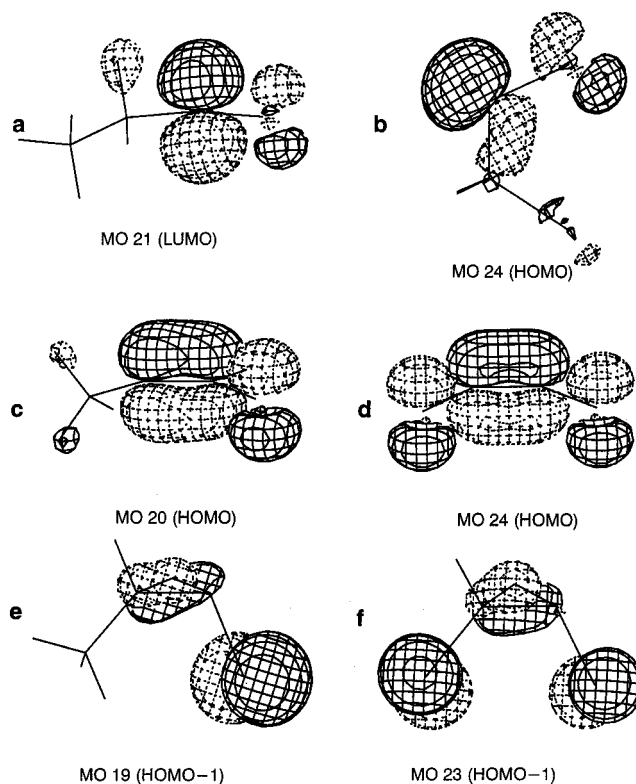 a
MO 21 (LUMO)
b
MO 24 (HOMO)
c
MO 20 (HOMO)
d
MO 24 (HOMO)
e
MO 19 (HOMO−1)
f
MO 23 (HOMO−1)